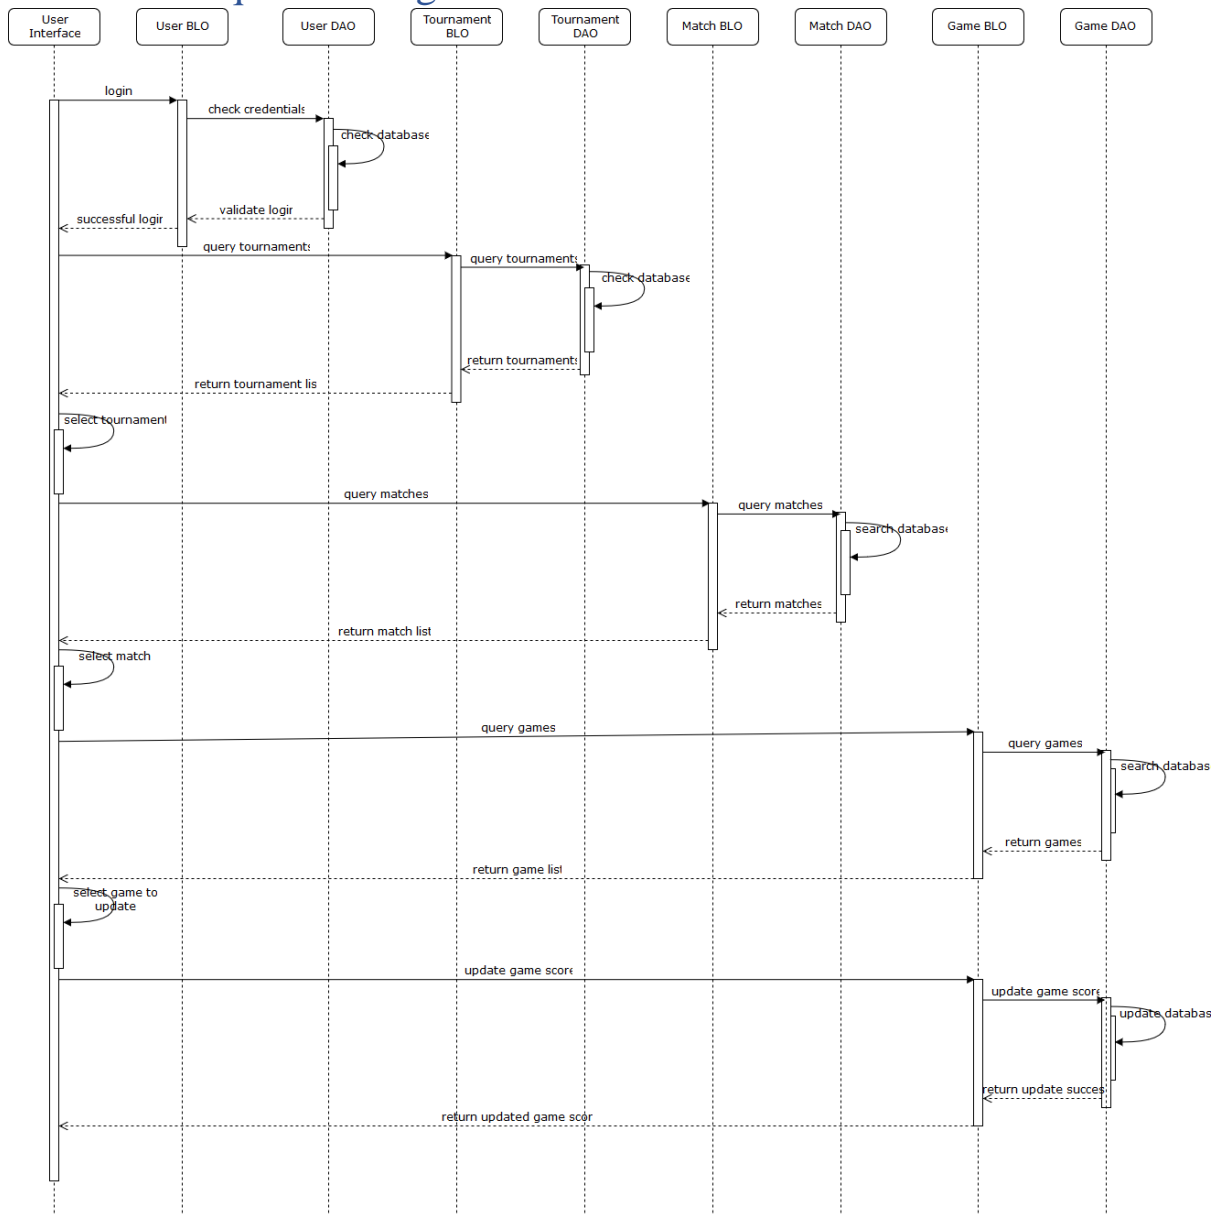 User
Interface
User BLO
User DAO
Tournament
BLO
Tournament
DAO
Match BLO
Match DAO
Game BLO
Game DAO
login
check credentials
check database
validate login
successful login
query tournaments
query tournaments
check database
return tournaments
return tournament lis
select tournament
query matches
query matches
search database
return matches
return match list
select match
query games
query games
search databas
return games
return game list
select game to
update
update game score
update game score
update databas
return update succes
return updated game scor